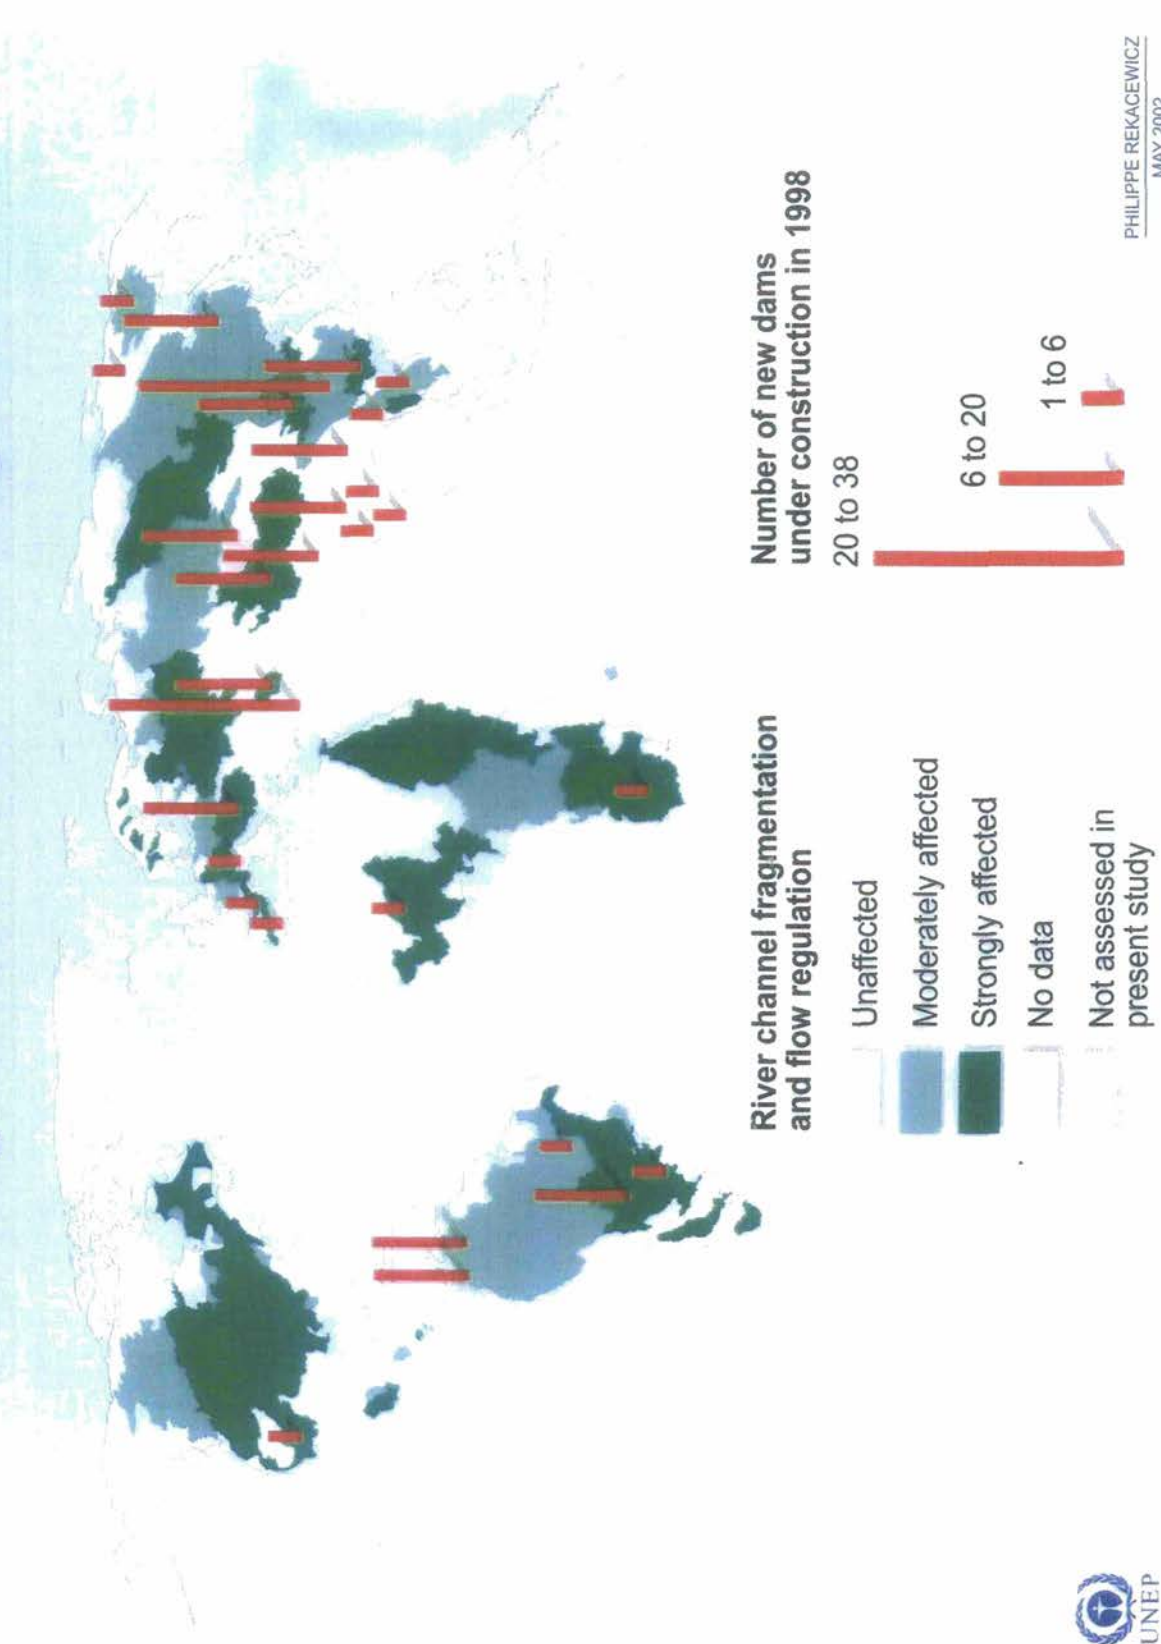 River channel fragmentation
and flow regulation
Unaffected
Moderately affected
Strongly affected
No data
Not assessed in
present study
Number of new dams
under construction in 1998
20 to 38
6 to 20
1 to 6
UNEP
PHILIPPE REKACEWICZ
MAY 2002